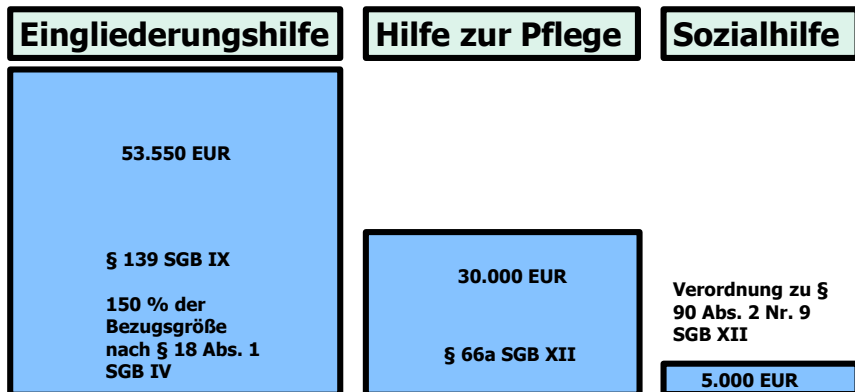 Eingliederungshilfe
53.550 EUR
§ 139 SGB IX
150 % der
Bezugsgröße
nach § 18 Abs. 1
SGB IV
Hilfe zur Pflege
30.000 EUR
§ 66a SGB XII
Sozialhilfe
Verordnung zu §
90 Abs. 2 Nr. 9
SGB XII
5.000 EUR